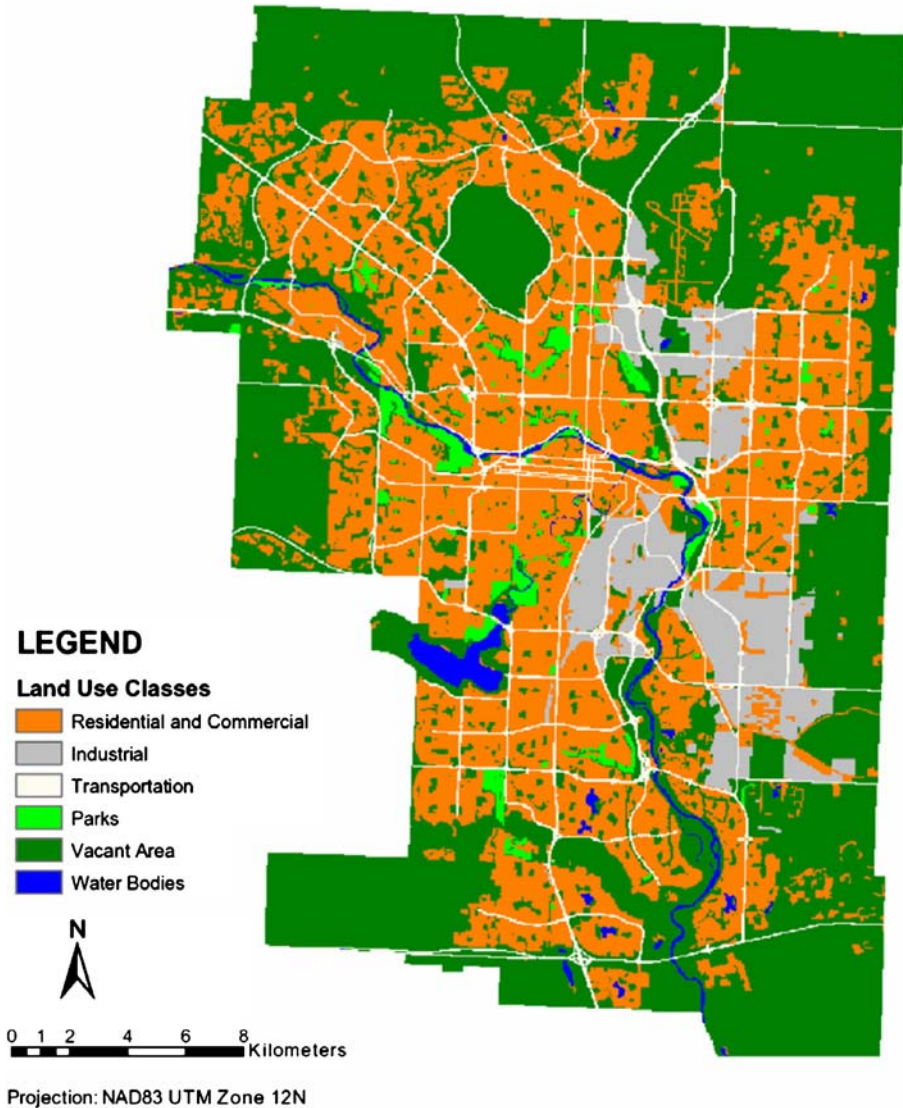 LEGEND
Land Use Classes
Residential and Commercial
Industrial
Transportation
Parks
Vacant Area
Water Bodies
N
0 1 2 4 6 8
Kilometers
Projection: NAD83 UTM Zone 12N